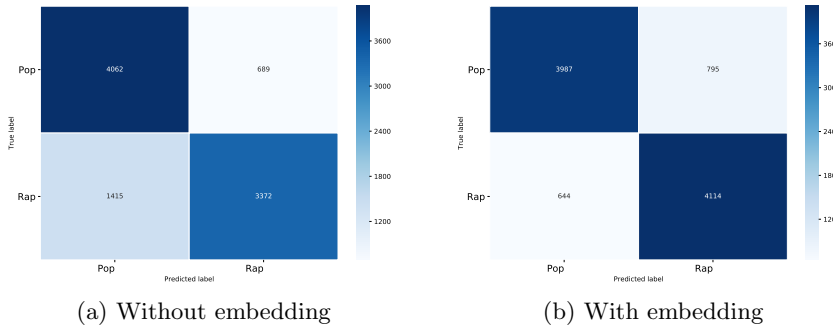 Pop
4062
689
True label
Rap
1415
3372
Pop
Rap
Predicted label
3600
3000
2400
1800
1200
(a) Without embedding
Pop
3987
795
True label
Rap
644
4114
Pop
Rap
Predicted label
(b) With embedding